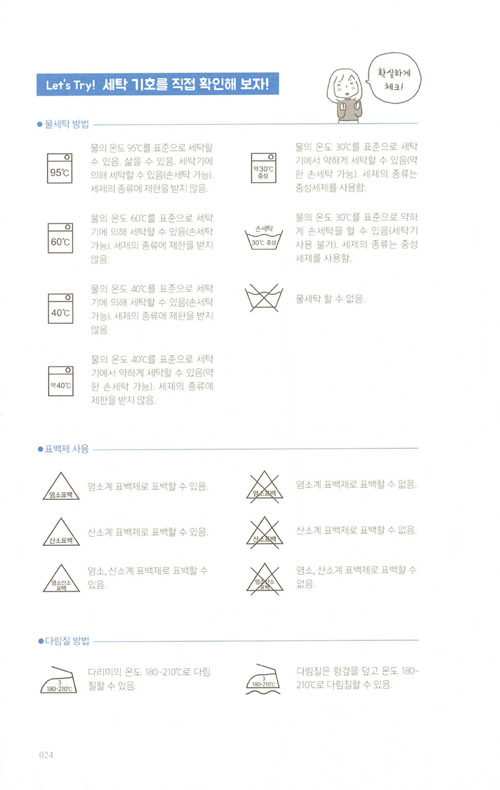 Let's Try! 세탁 기호를 직접 확인해 보자!
확실하게
체크!
●물세탁 방법
95℃
물의 온도 95℃를 표준으로 세탁할
수 있음. 삶을 수 있음. 세탁기에
의해 세탁할 수 있음(손세탁 가능).
세제의 종류에 제한을 받지 않음.
약30℃
중성
물의 온도 30℃를 표준으로 세탁
기에서 약하게 세탁할 수 있음(약
한 손세탁 가능). 세제의 종류는
중성세제를 사용함.
60℃
물의 온도 60℃를 표준으로 세탁
기에 의해 세탁할 수 있음(손세탁
가능). 세제의 종류에 제한을 받지
않음.
손세탁
30℃ 중성
물의 온도 30℃를 표준으로 약하
게 손세탁을 할 수 있음(세탁기
사용 불가). 세제의 종류는 중성
세제를 사용함.
40℃
물의 온도 40℃를 표준으로 세탁
기에 의해 세탁할 수 있음(손세탁
가능). 세제의 종류에 제한을 받지
않음
물세탁 할 수 없음.
약40℃
물의 온도 40℃를 표준으로 세탁
기에서 약하게 세탁할 수 있음(약
한 손세탁 가능). 세제의 종류에
제한을 받지 않음.
●표백제 사용
염소표백
염소계 표백제로 표백할 수 있음.
염소표백
염소계 표백제로 표백할 수 없음.
산소표백
산소계 표백제로 표백할 수 있음.
산소표백
산소계 표백제로 표백할 수 없음.
염소산소
표백
염소, 산소계 표백제로 표백할 수
있음.
염소산소
표백
염소, 산소계 표백제로 표백할 수
없음.
●다림질 방법
3
180~210℃
다리미의 온도 180~210℃로 다림
질할 수 있음.
3
180~210℃
다림질은 헝겊을 덮고 온도 180~
210℃로 다림질할 수 있음.
024